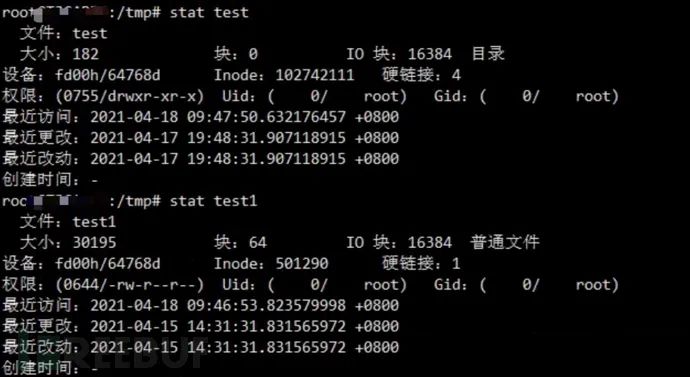 root :/tmp# stat test
文件：test
大小：182 块：0 IO 块：16384 目录
设备：fd00h/64768d Inode：102742111 硬链接：4
权限：(0755/drwxr-xr-x) Uid：( 0/ root) Gid：( 0/ root)
最近访问：2021-04-18 09:47:50.632176457 +0800
最近更改：2021-04-17 19:48:31.907118915 +0800
最近改动：2021-04-17 19:48:31.907118915 +0800
创建时间：-
:/tmp# stat test1
文件：test1
大小：30195 块：64 IO 块：16384 普通文件
设备：fd00h/64768d Inode：501290 硬链接：1
权限：(0644/-rw-r--r--) Uid：( 0/ root) Gid：( 0/ root)
最近访问：2021-04-18 09:46:53.823579998 +0800
最近更改：2021-04-15 14:31:31.831565972 +0800
最近改动：2021-04-15 14:31:31.831565972 +0800
创建时间：-